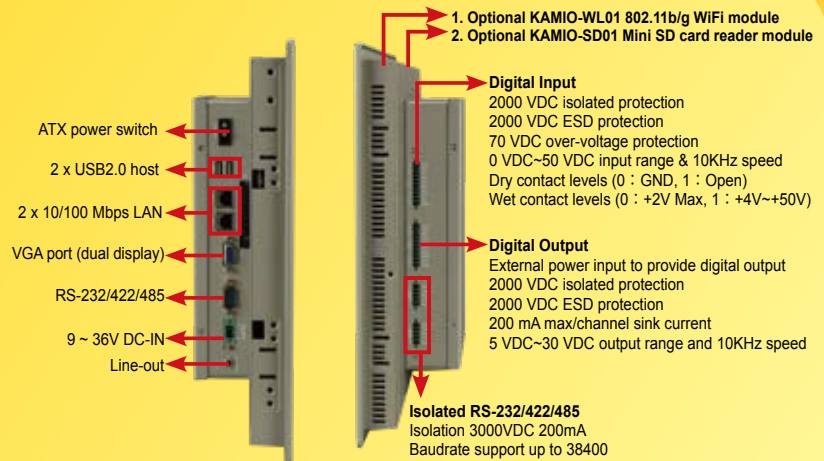 1. Optional KAMIO-WL01 802.11b/g WiFi module
2. Optional KAMIO-SD01 Mini SD card reader module
ATX power switch
2 x USB2.0 host
2 x 10/100 Mbps LAN
VGA port (dual display)
RS-232/422/485
9 ~ 36V DC-IN
Line-out
Digital Input
2000 VDC isolated protection
2000 VDC ESD protection
70 VDC over-voltage protection
0 VDC~50 VDC input range & 10KHz speed
Dry contact levels (0：GND, 1：Open)
Wet contact levels (0：+2V Max, 1：+4V~+50V)
Digital Output
External power input to provide digital output
2000 VDC isolated protection
2000 VDC ESD protection
200 mA max/channel sink current
5 VDC~30 VDC output range and 10KHz speed
Isolated RS-232/422/485
Isolation 3000VDC 200mA
Baudrate support up to 38400